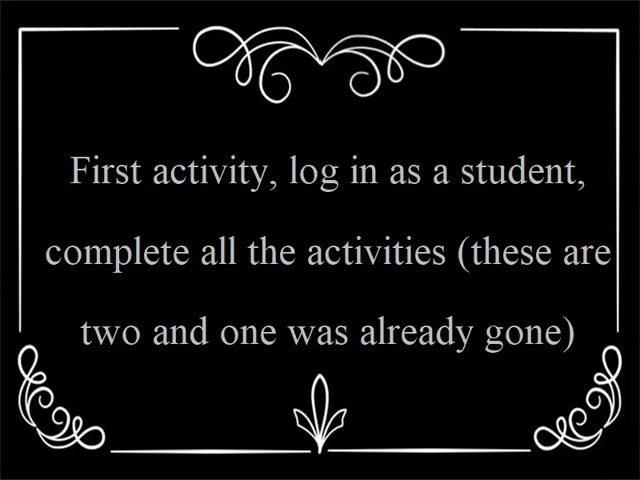 First activity, log in as a student,
complete all the activities (these are
two and one was already gone)